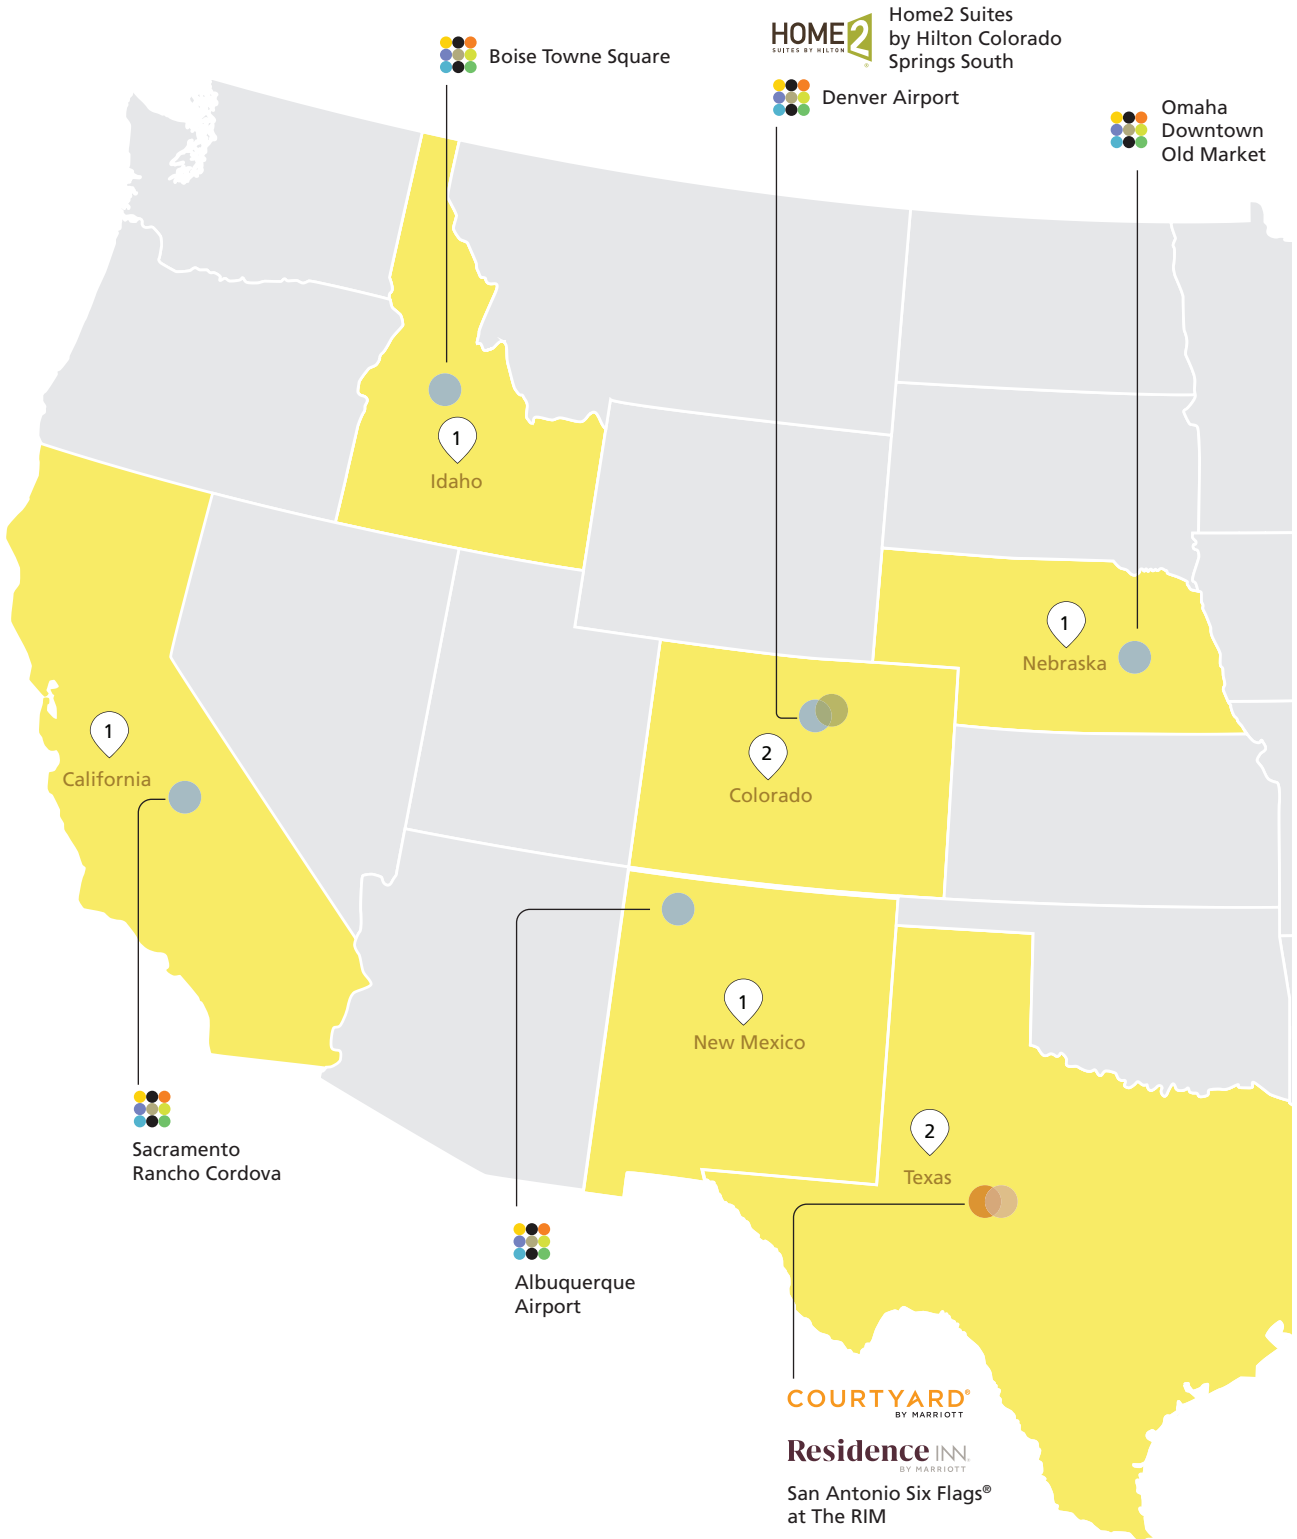 HOME2
SUITES BY HILTON
Home2 Suites
by Hilton Colorado
Springs South
Boise Towne Square
Denver Airport
Omaha
Downtown
Old Market
1
Idaho
1
Nebraska
1
California
2
Colorado
1
New Mexico
2
Texas
Sacramento
Rancho Cordova
Albuquerque
Airport
COURTYARD®
BY MARRIOTT
Residence INN.
BY MARRIOTT
San Antonio Six Flags®
at The RIM